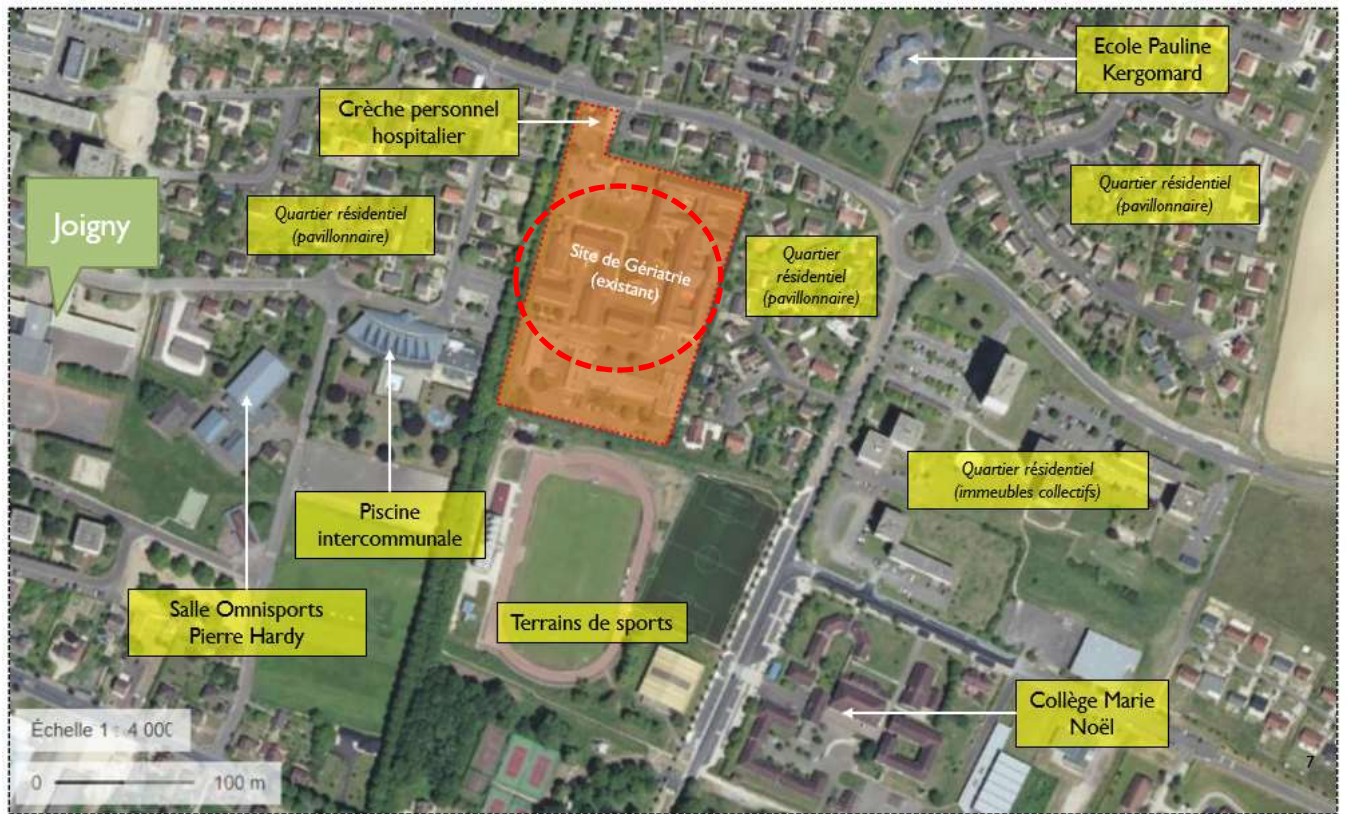 Ecole Pauline
Kergomard
Crèche personnel
hospitalier
Joigny
Quartier résidentiel
(pavillonnaire)
Quartier résidentiel
(pavillonnaire)
Site de Gériatrie
(existant)
Quartier
résidentiel
(pavillonnaire)
Quartier résidentiel
(immeubles collectifs)
Piscine
intercommunale
Salle Omnisports
Pierre Hardy
Terrains de sports
Collège Marie
Noël
Échelle 1 : 4 000
0 100 m
7